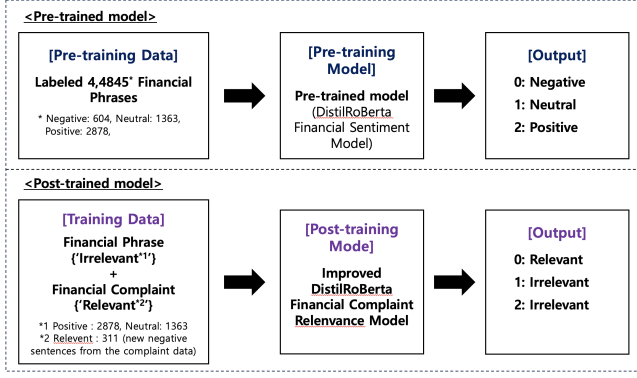 <Pre-trained model>
[Pre-training Data]
Labeled 4,4845* Financial
Phrases
* Negative: 604, Neutral: 1363,
Positive: 2878,
[Pre-training
Model]
Pre-trained model
(DistilRoBerta
Financial Sentiment
Model)
[Output]
0: Negative
1: Neutral
2: Positive
<Post-trained model>
[Training Data]
Financial Phrase
{'Irrelevant*1'}
+
Financial Complaint
{'Relevant*2'}
*1 Positive : 2878, Neutral: 1363
*2 Relevent : 311 (new negative
sentences from the complaint data)
[Post-training
Mode]
Improved
DistilRoBerta
Financial Complaint
Relenvance Model
[Output]
0: Relevant
1: Irrelevant
2: Irrelevant